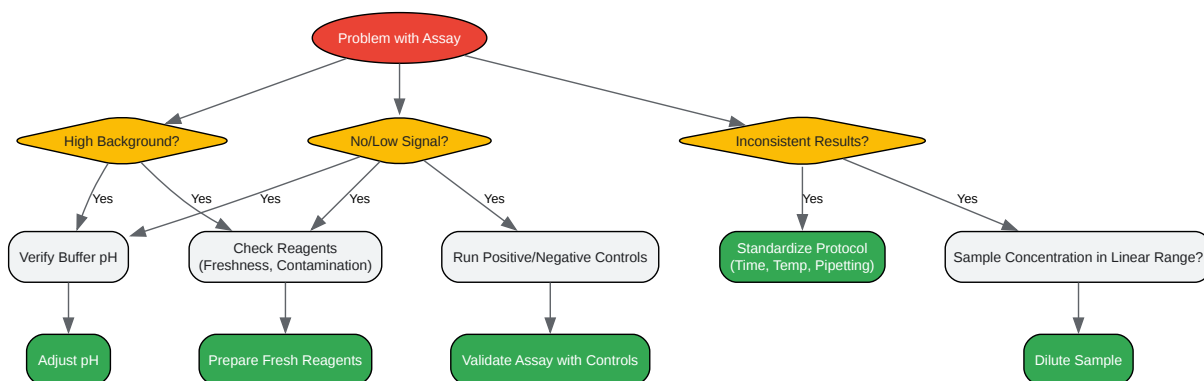 Problem with Assay
High Background?
No/Low Signal?
Inconsistent Results?
Yes
Yes
Yes
Yes
Yes
Yes
Yes
Verify Buffer pH
Check Reagents
(Freshness, Contamination)
Run Positive/Negative Controls
Standardize Protocol
(Time, Temp, Pipetting)
Sample Concentration in Linear Range?
Adjust pH
Prepare Fresh Reagents
Validate Assay with Controls
Dilute Sample